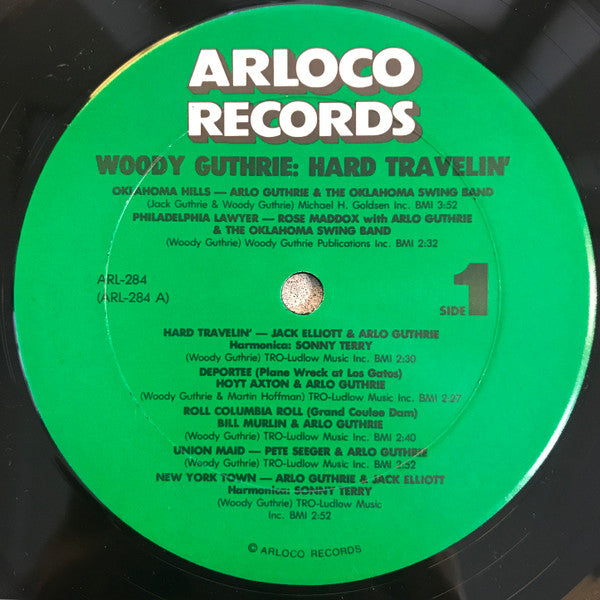 ARLOCO
RECORDS
WOODY GUTHRIE: HARD TRAVELIN'
OKLAHOMA HILLS — ARLO GUTHRIE & THE OKLAHOMA SWING BAND
(Jack Guthrie & Woody Guthrie) Michael H. Goldsen Inc. BMI 3:52
PHILADELPHIA LAWYER — ROSE MADDOX with ARLO GUTHRIE
& THE OKLAHOMA SWING BAND
(Woody Guthrie) Woody Guthrie Publications Inc. BMI 2:32
ARL-284
(ARL-284 A)
SIDE 1
HARD TRAVELIN' — JACK ELLIOTT & ARLO GUTHRIE
Harmonica: SONNY TERRY
(Woody Guthrie) TRO-Ludlow Music Inc. BMI 2:30
DEPORTEE (Plane Wreck at Los Gatos)
HOYT AXTON & ARLO GUTHRIE
(Woody Guthrie & Martin Hoffman) TRO-Ludlow Music Inc. BMI 2:27
ROLL COLUMBIA ROLL (Grand Coulee Dam)
BILL MURLIN & ARLO GUTHRIE
(Woody Guthrie) TRO-Ludlow Music Inc. BMI 2:40
UNION MAID — PETE SEEGER & ARLO GUTHRIE
(Woody Guthrie) TRO-Ludlow Music Inc. BMI 2:52
NEW YORK TOWN — ARLO GUTHRIE & JACK ELLIOTT
Harmonica: SONNY TERRY
(Woody Guthrie) TRO-Ludlow Music
Inc. BMI 2:52
© ARLOCO RECORDS